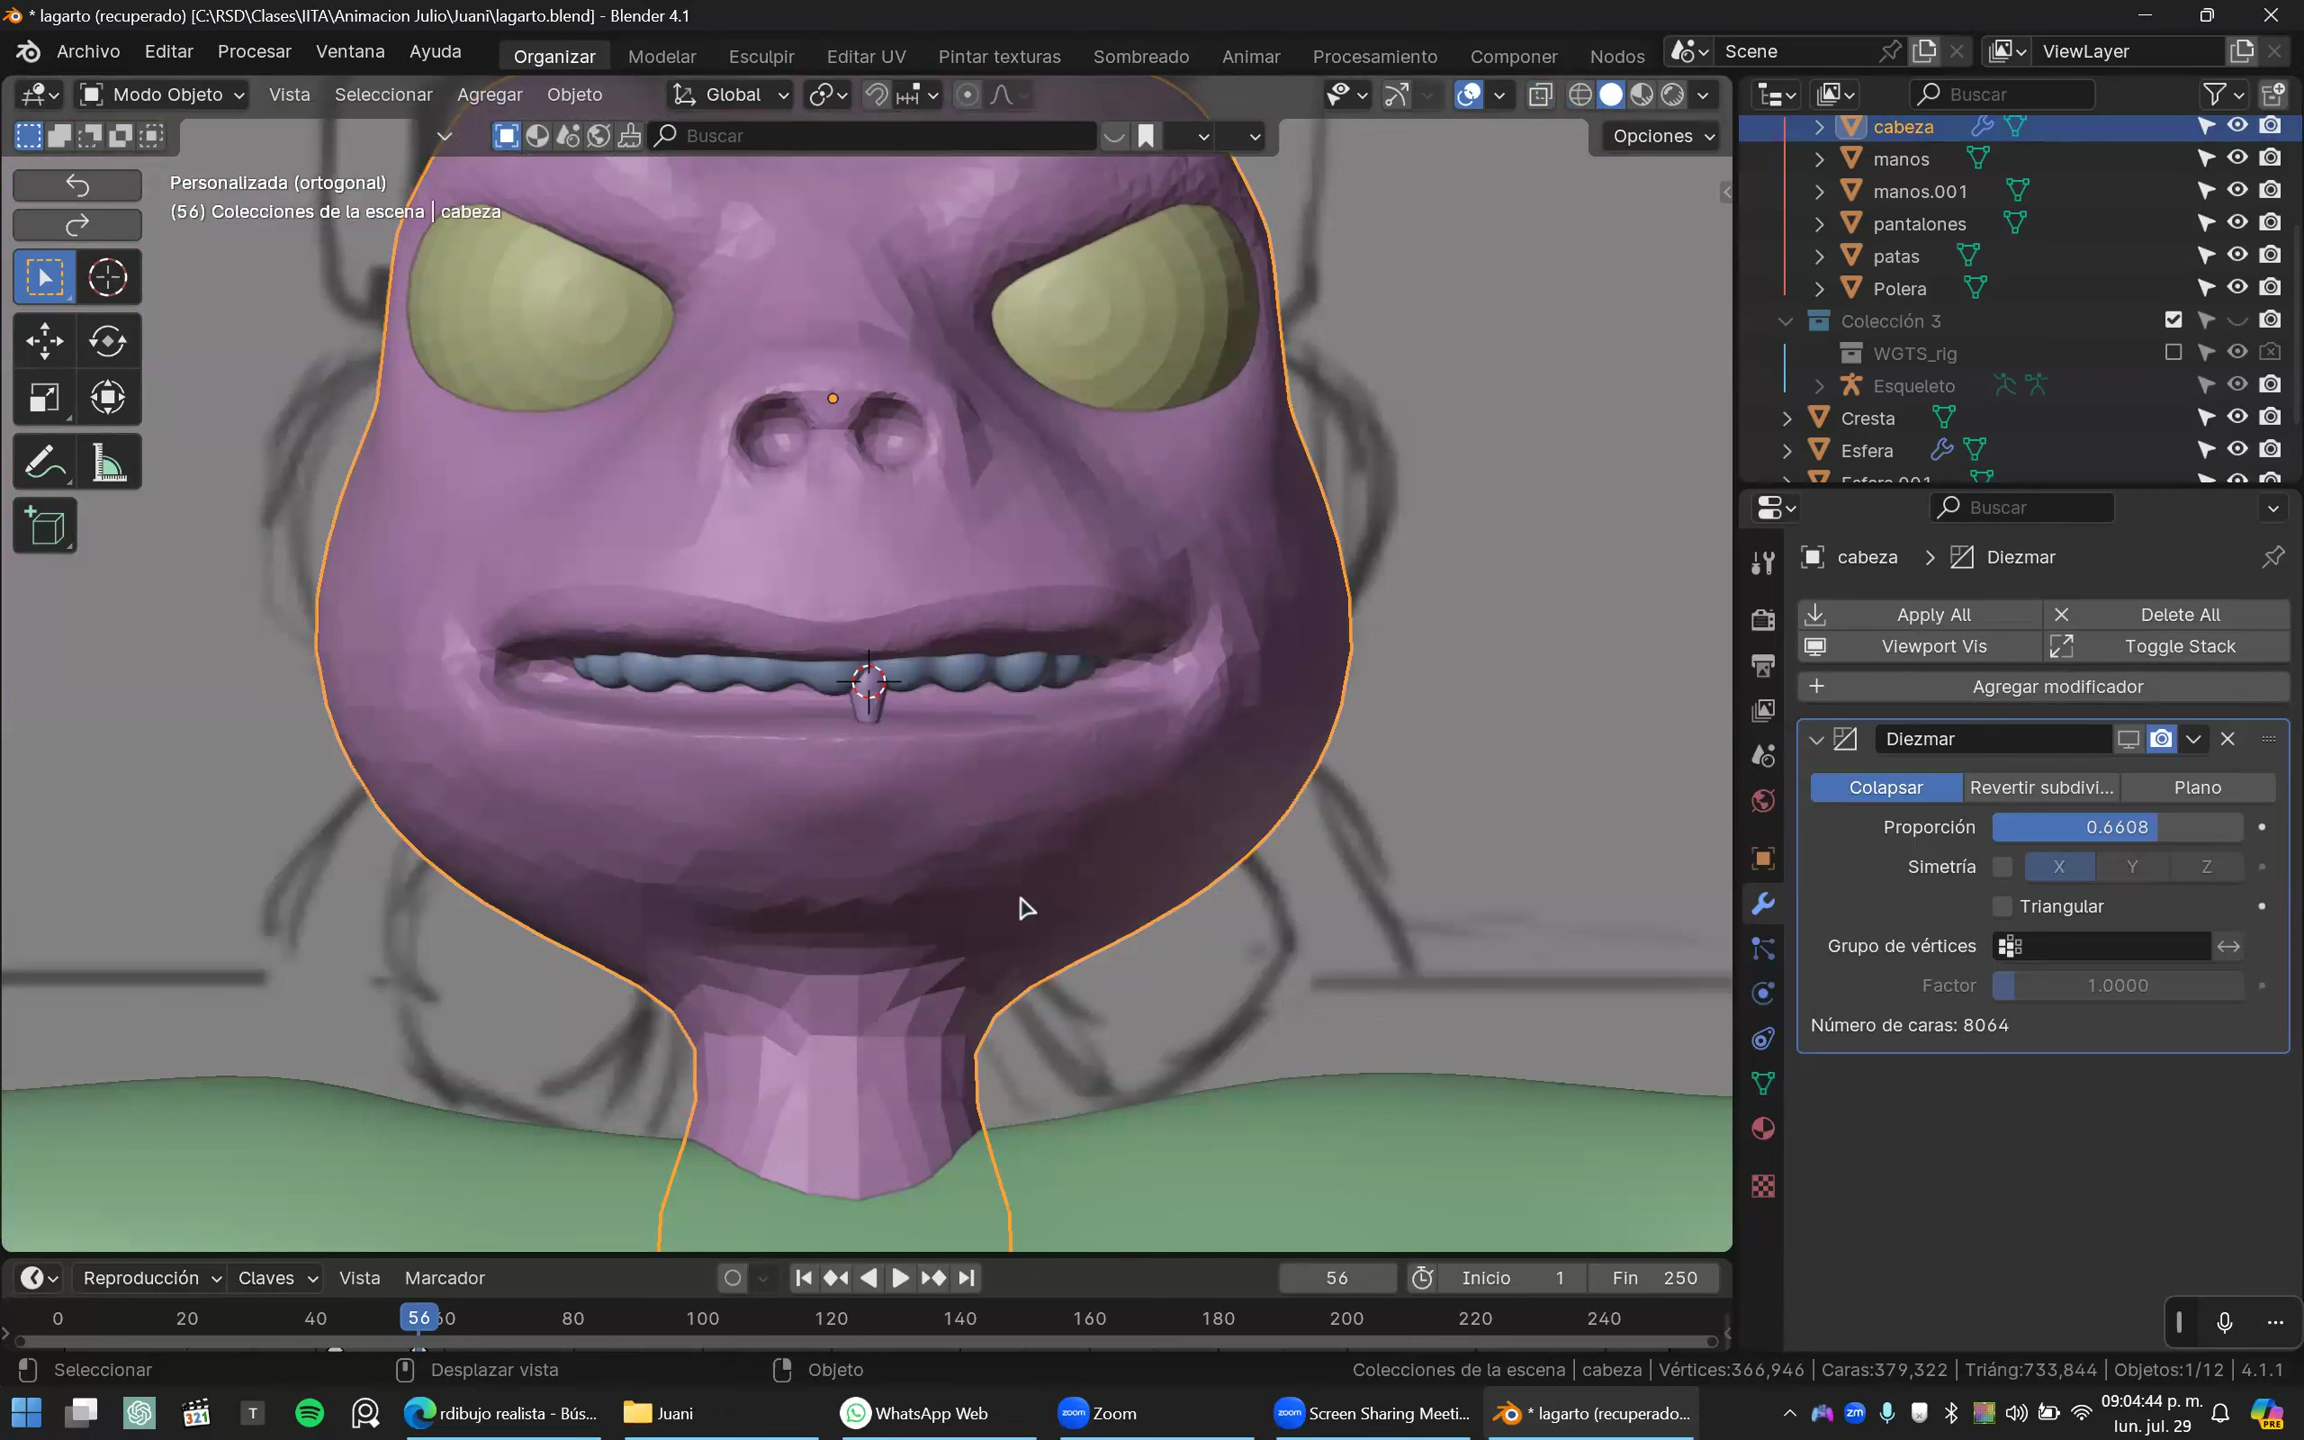 * lagarto (recuperado) [C:\RSD\Clases\IITA\Animacion Julio\Juani\lagarto.blend] - Blender 4.1
Archivo Editar Procesar Ventana Ayuda
Organizar Modelar Esculpir Editar UV Pintar texturas Sombreado Animar Procesamiento Componer Nodos
Scene ViewLayer
Modo Objeto Vista Seleccionar Agregar Objeto Global
Buscar
Buscar
Opciones
Personalizada (ortogonal)
(56) Colecciones de la escena | cabeza
cabeza
manos
manos.001
pantalones
patas
Polera
Colección 3
WGTS_rig
Esqueleto
Cresta
Esfera
Buscar
cabeza > Diezmar
Apply All Delete All
Viewport Vis Toggle Stack
Agregar modificador
Diezmar
Colapsar Revertir subdivi... Plano
Proporción 0.6608
Simetría X Y Z
Triangular
Grupo de vértices
Factor 1.0000
Número de caras: 8064
Reproducción Claves Vista Marcador
56 Inicio 1 Fin 250
0 20 40 56 60 80 100 120 140 160 180 200 220 240
Seleccionar Desplazar vista Objeto
Colecciones de la escena | cabeza | Vértices:366,946 | Caras:379,322 | Triáng:733,844 | Objetos:1/12 | 4.1.1
321 T rdibujo realista - Bús... Juani WhatsApp Web zoom Zoom zoom Screen Sharing Meeti... * lagarto (recuperado... zm
09:04:44 p. m.
lun. jul. 29
PRE